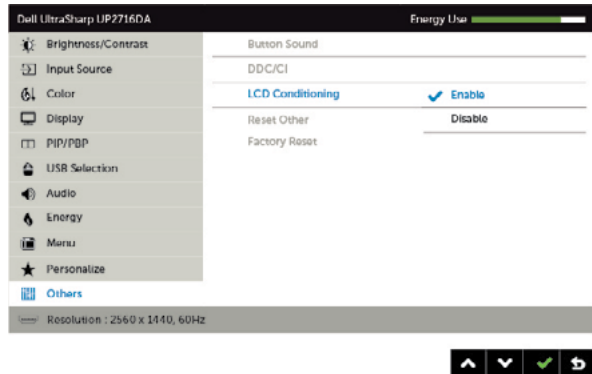 Dell UltraSharp UP2716DA Energy Use
Brightness/Contrast Button Sound
Input Source DDC/CI
Color LCD Conditioning Enable
Display Reset Other Disable
PIP/PBP Factory Reset
USB Selection
Audio
Energy
Menu
Personalize
Others
Resolution : 2560 x 1440, 60Hz